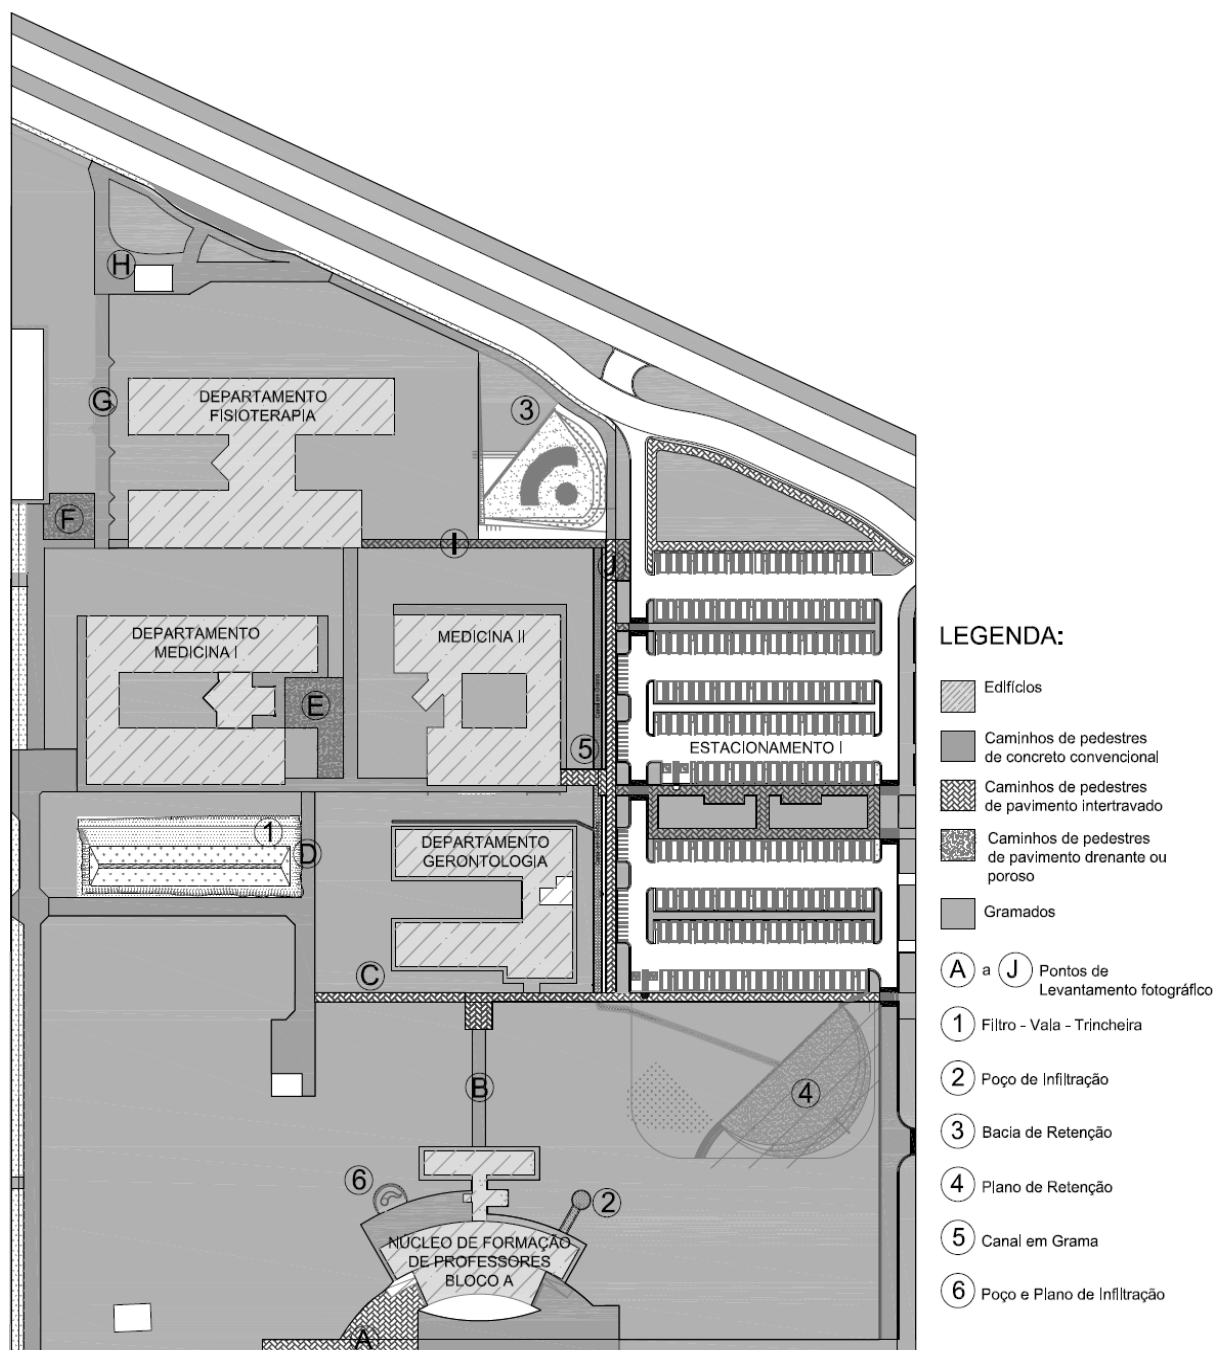 H
G
DEPARTAMENTO
FISIOTERAPIA
3
F
I
J
DEPARTAMENTO
MEDICINA I
MEDICINA II
E
5
ESTACIONAMENTO I
1
D
DEPARTAMENTO
GERONTOLOGIA
C
B
4
6
2
NÚCLEO DE FORMAÇÃO
DE PROFESSORES
BLOCO A
A
LEGENDA:
Edifícios
Caminhos de pedestres
de concreto convencional
Caminhos de pedestres
de pavimento intertravado
Caminhos de pedestres
de pavimento drenante ou
poroso
Gramados
A a J Pontos de
Levantamento fotográfico
1 Filtro - Vala - Trincheira
2 Poço de Infiltração
3 Bacia de Retenção
4 Plano de Retenção
5 Canal em Grama
6 Poço e Plano de Infiltração